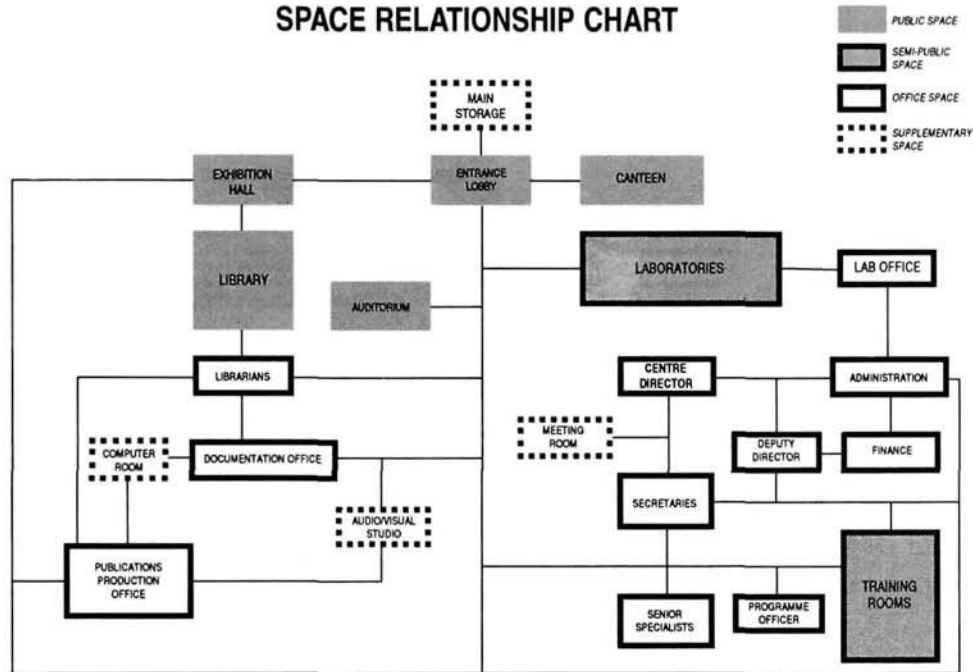 SPACE RELATIONSHIP CHART
PUBLIC SPACE
SEMI-PUBLIC
SPACE
OFFICE SPACE
SUPPLEMENTARY
SPACE
MAIN
STORAGE
EXHIBITION
HALL
ENTRANCE
LOBBY
CANTEEN
LIBRARY
LABORATORIES
LAB OFFICE
AUDITORIUM
LIBRARIANS
CENTRE
DIRECTOR
ADMINISTRATION
MEETING
ROOM
COMPUTER
ROOM
DOCUMENTATION OFFICE
DEPUTY
DIRECTOR
FINANCE
SECRETARIES
AUDIO/VISUAL
STUDIO
PUBLICATIONS
PRODUCTION
OFFICE
TRAINING
ROOMS
SENIOR
SPECIALISTS
PROGRAMME
OFFICER